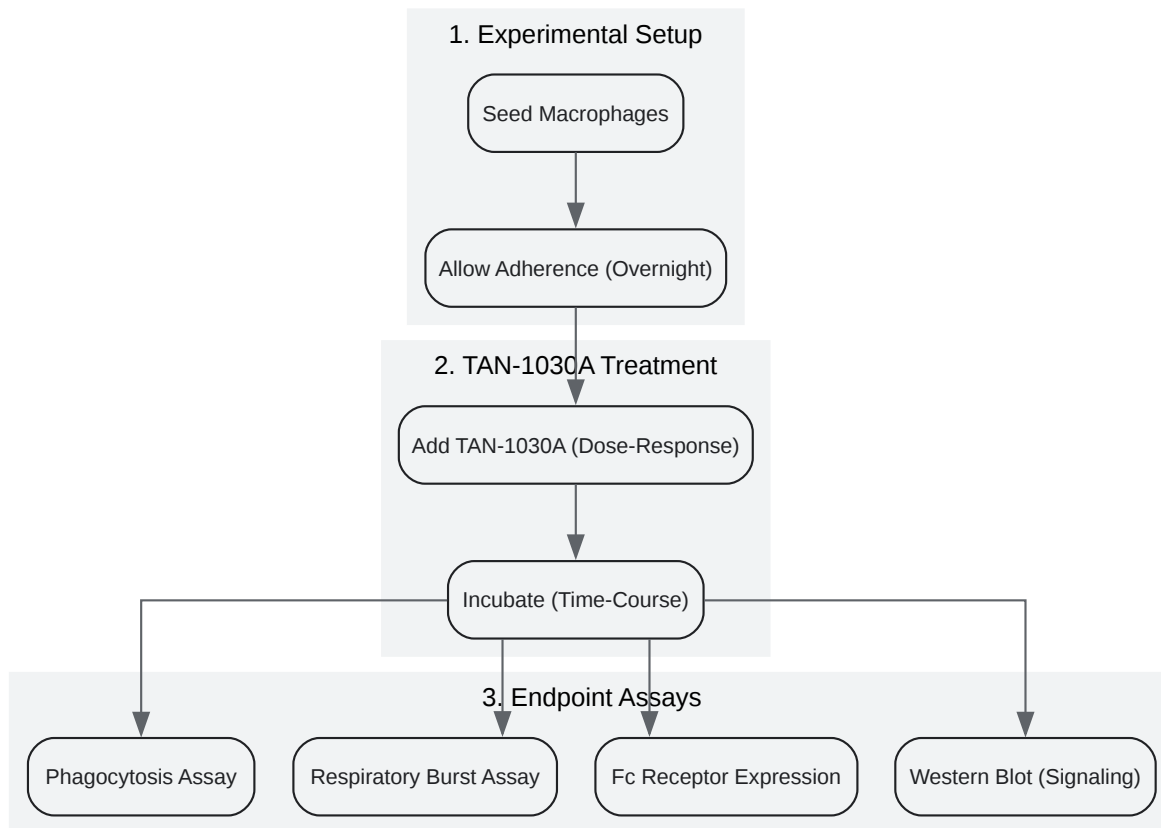 1. Experimental Setup
Seed Macrophages
Allow Adherence (Overnight)
2. TAN-1030A Treatment
Add TAN-1030A (Dose-Response)
Incubate (Time-Course)
3. Endpoint Assays
Phagocytosis Assay
Respiratory Burst Assay
Fc Receptor Expression
Western Blot (Signaling)